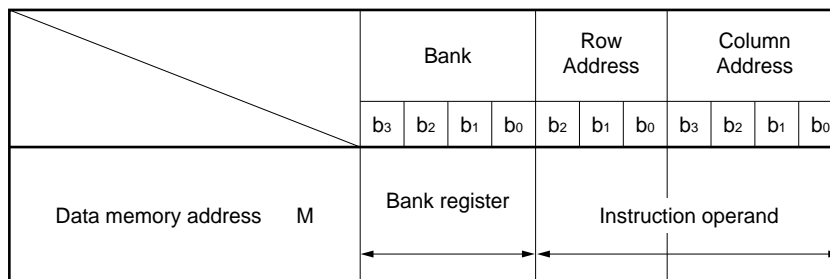 Bank
Row Address
Column Address
b3 b2 b1 b0 b2 b1 b0 b3 b2 b1 b0
Data memory address M
Bank register
Instruction operand